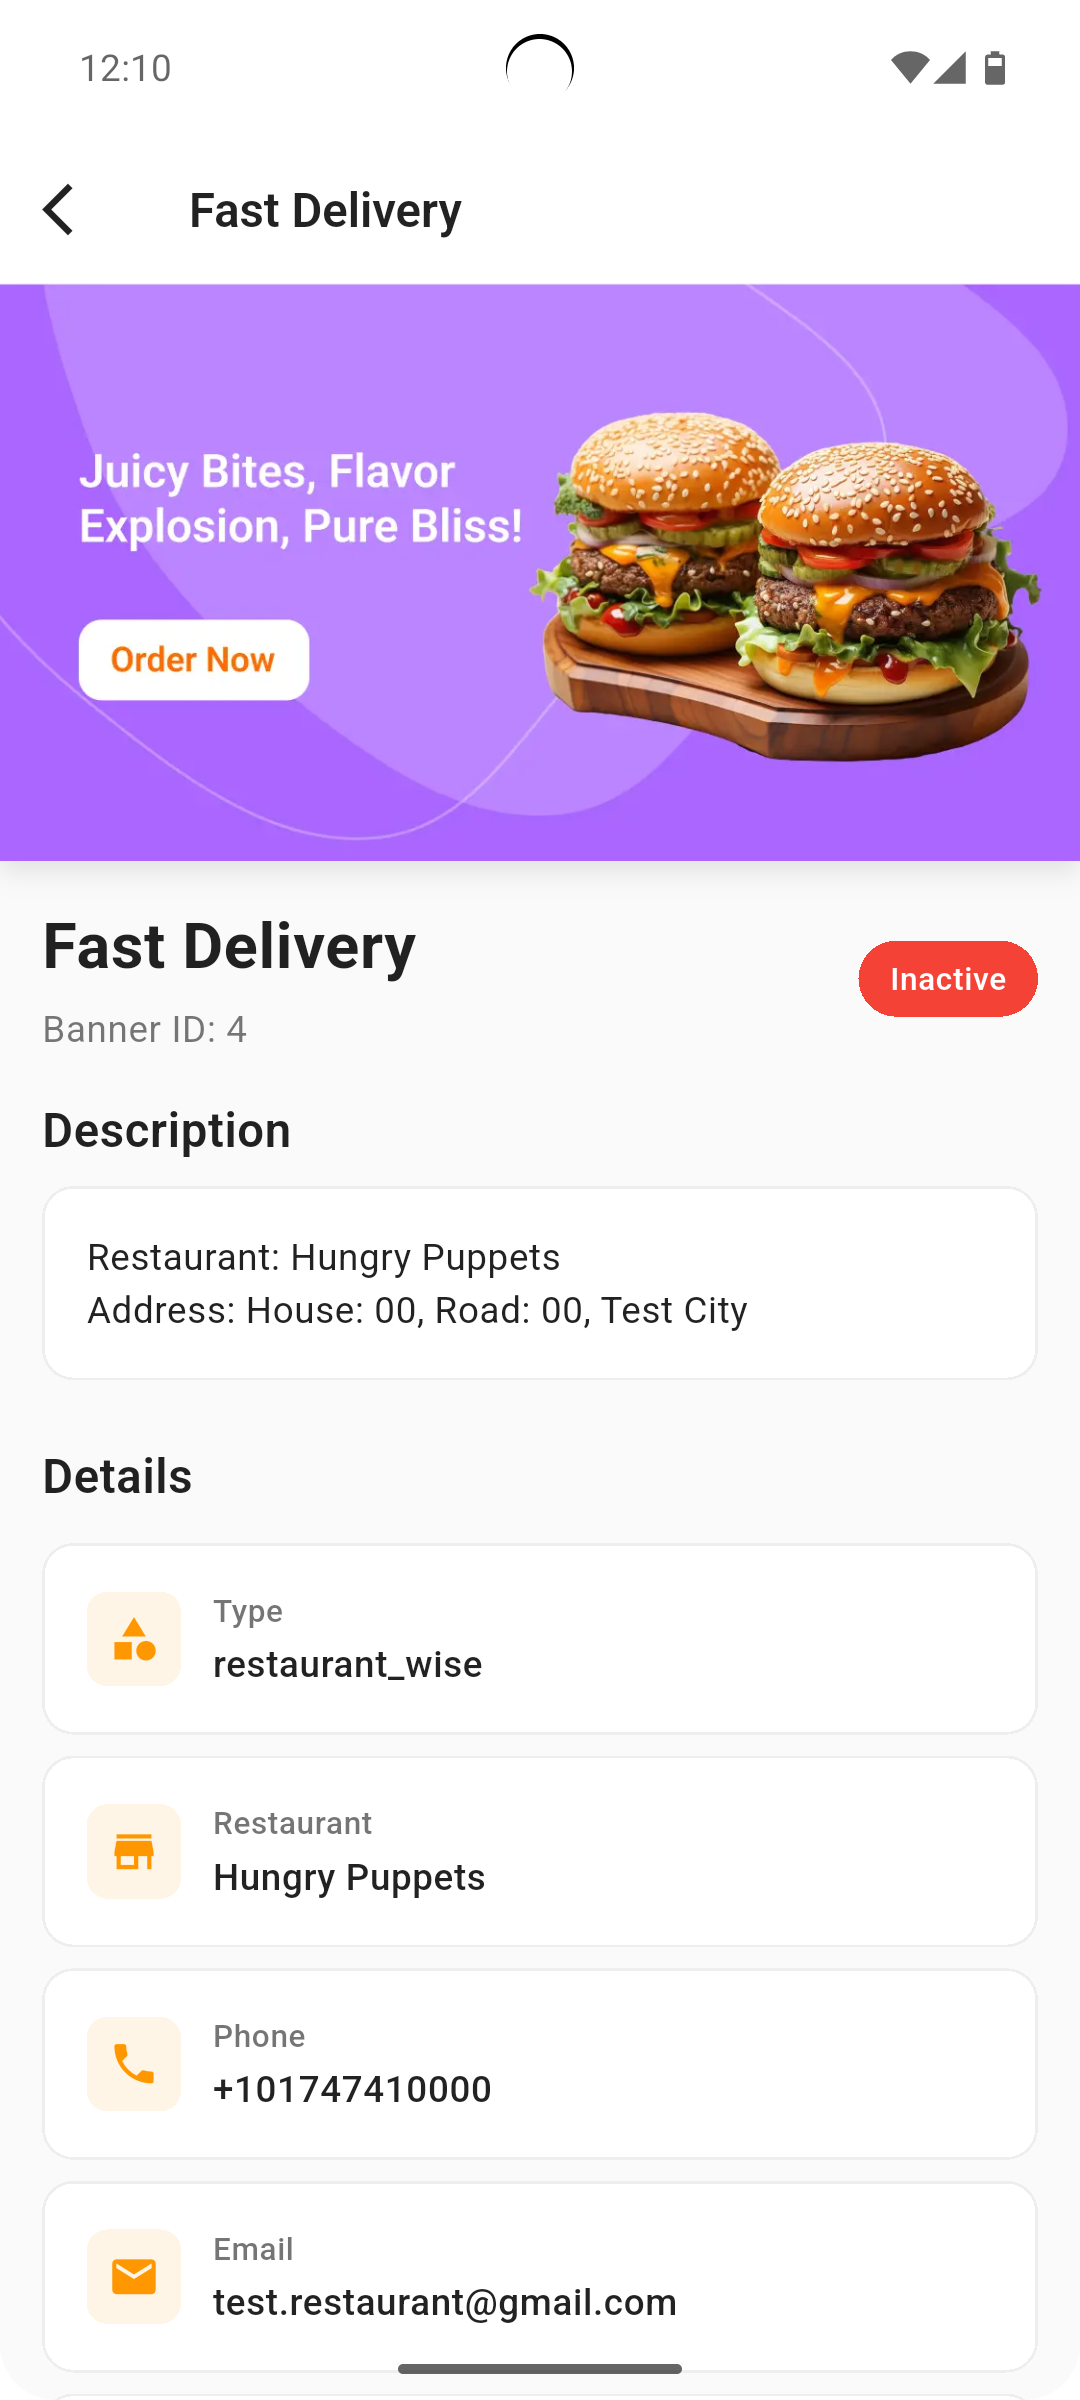 12:10
Fast Delivery
Juicy Bites, Flavor
Explosion, Pure Bliss!
Order Now
Fast Delivery
Inactive
Banner ID: 4
Description
Restaurant: Hungry Puppets
Address: House: 00, Road: 00, Test City
Details
Type
restaurant_wise
Restaurant
Hungry Puppets
Phone
+101747410000
Email
test.restaurant@gmail.com